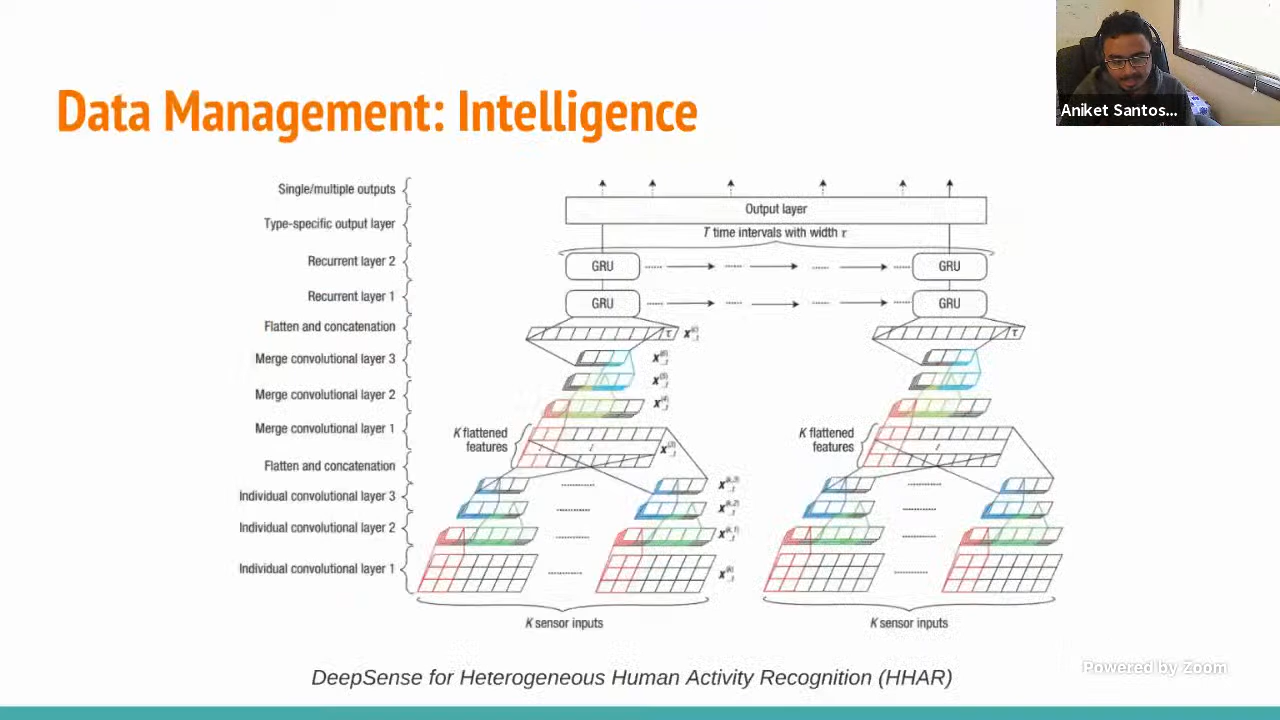 Aniket Santos...
Data Management: Intelligence
Single/multiple outputs
Type-specific output layer
Recurrent layer 2
Recurrent layer 1
Flatten and concatenation
Merge convolutional layer 3
Merge convolutional layer 2
Merge convolutional layer 1
Flatten and concatenation
Individual convolutional layer 3
Individual convolutional layer 2
Individual convolutional layer 1
Output layer
T time intervals with width τ
GRU
GRU
GRU
GRU
τ
τ
K flattened
features
K flattened
features
K sensor inputs
K sensor inputs
DeepSense for Heterogeneous Human Activity Recognition (HHAR)
Powered by Zoom